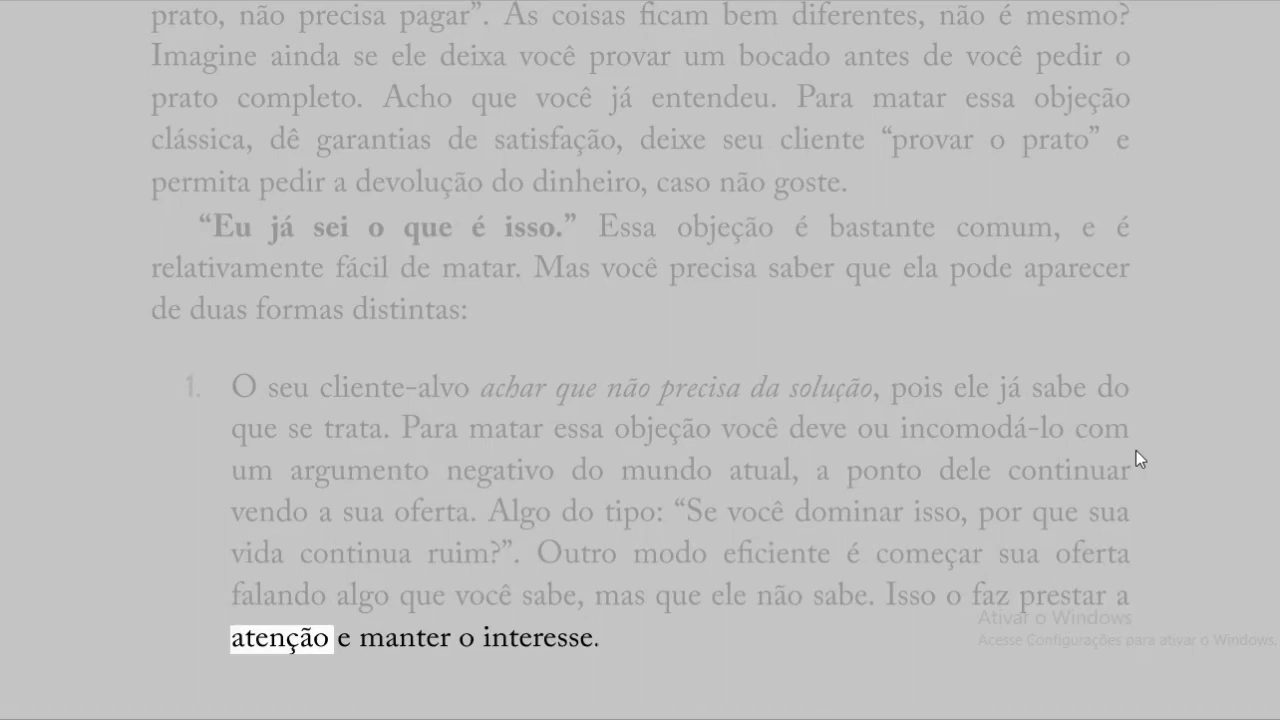 prato, não precisa pagar”. As coisas ficam bem diferentes, não é mesmo?
Imagine ainda se ele deixa você provar um bocado antes de você pedir o
prato completo. Acho que você já entendeu. Para matar essa objeção
clássica, dê garantias de satisfação, deixe seu cliente “provar o prato” e
permita pedir a devolução do dinheiro, caso não goste.
“Eu já sei o que é isso.” Essa objeção é bastante comum, e é
relativamente fácil de matar. Mas você precisa saber que ela pode aparecer
de duas formas distintas:
1. O seu cliente-alvo achar que não precisa da solução, pois ele já sabe do
que se trata. Para matar essa objeção você deve ou incomodá-lo com
um argumento negativo do mundo atual, a ponto dele continuar
vendo a sua oferta. Algo do tipo: “Se você dominar isso, por que sua
vida continua ruim?”. Outro modo eficiente é começar sua oferta
falando algo que você sabe, mas que ele não sabe. Isso o faz prestar a
atenção e manter o interesse.
Ativar o Windows
Acesse Configurações para ativar o Windows.